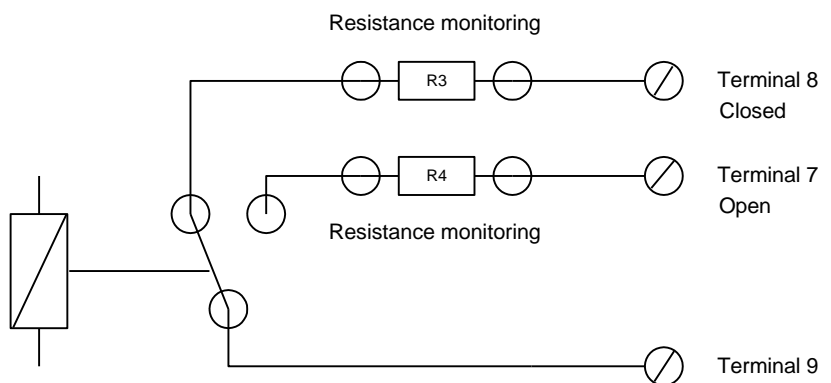 Resistance monitoring
R3
Terminal 8
Closed
R4
Terminal 7
Open
Resistance monitoring
Terminal 9